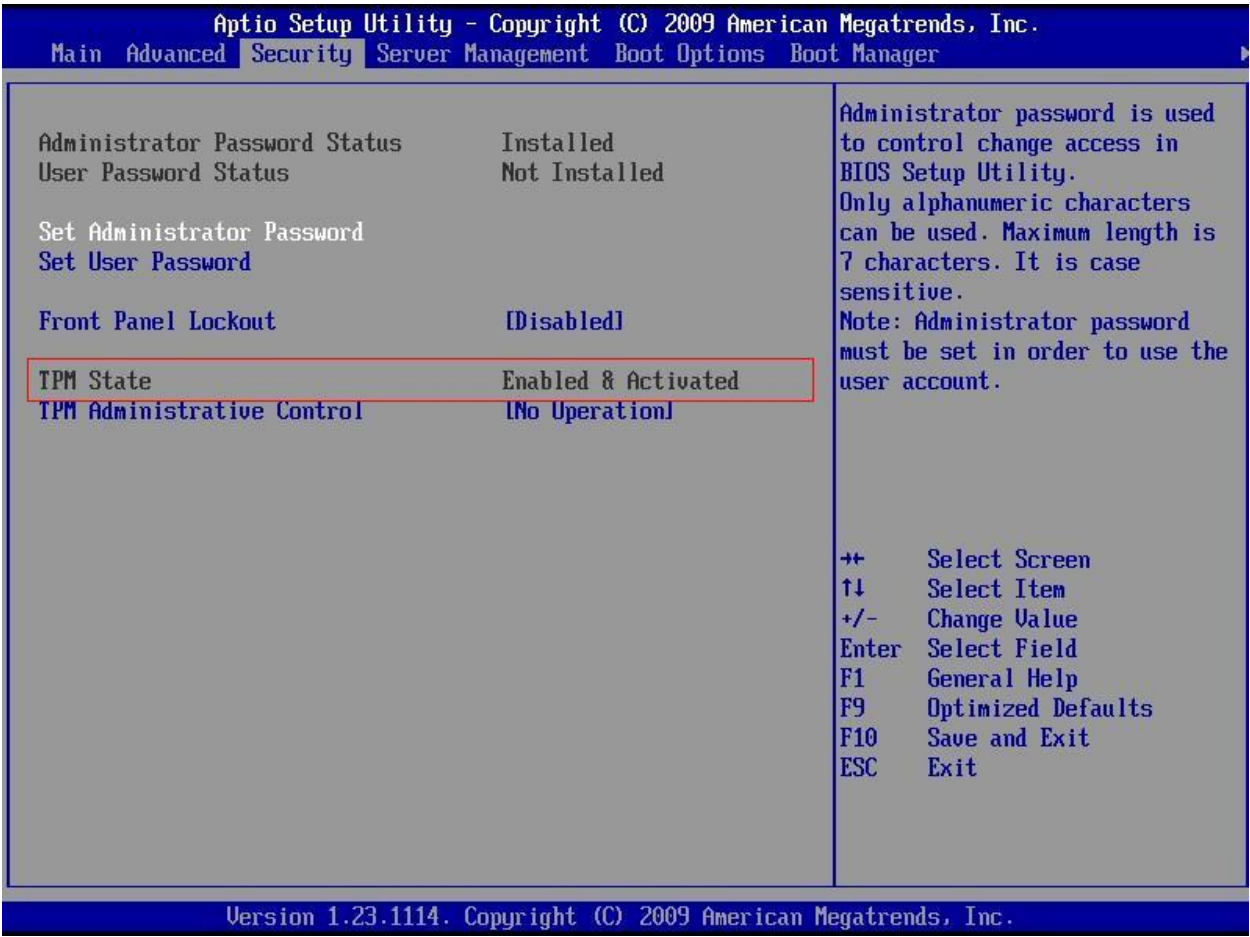 Aptio Setup Utility - Copyright (C) 2009 American Megatrends, Inc.
Main Advanced Security Server Management Boot Options Boot Manager
Administrator Password Status Installed
User Password Status Not Installed
Set Administrator Password
Set User Password
Front Panel Lockout [Disabled]
TPM State Enabled & Activated
TPM Administrative Control [No Operation]
Administrator password is used
to control change access in
BIOS Setup Utility.
Only alphanumeric characters
can be used. Maximum length is
7 characters. It is case
sensitive.
Note: Administrator password
must be set in order to use the
user account.
→← Select Screen
↑↓ Select Item
+/- Change Value
Enter Select Field
F1 General Help
F9 Optimized Defaults
F10 Save and Exit
ESC Exit
Version 1.23.1114. Copyright (C) 2009 American Megatrends, Inc.